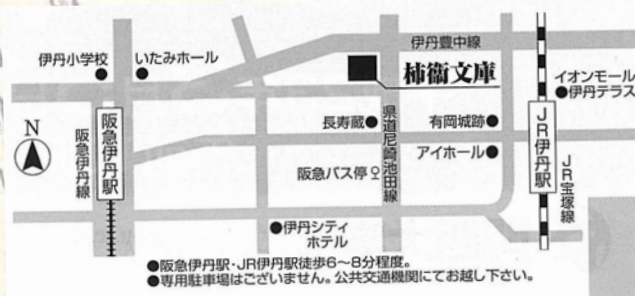 伊丹豊中線
伊丹小学校
いたみホール
柿衞文庫
イオンモール
伊丹テラス
N
阪急伊丹線
阪急伊丹駅
長寿蔵
県道尼崎池田線
有岡城跡
アイホール
JR伊丹駅
JR宝塚線
阪急バス停
伊丹シティ
ホテル
●阪急伊丹駅・JR伊丹駅徒歩6～8分程度。
●専用駐車場はございません。公共交通機関にてお越し下さい。